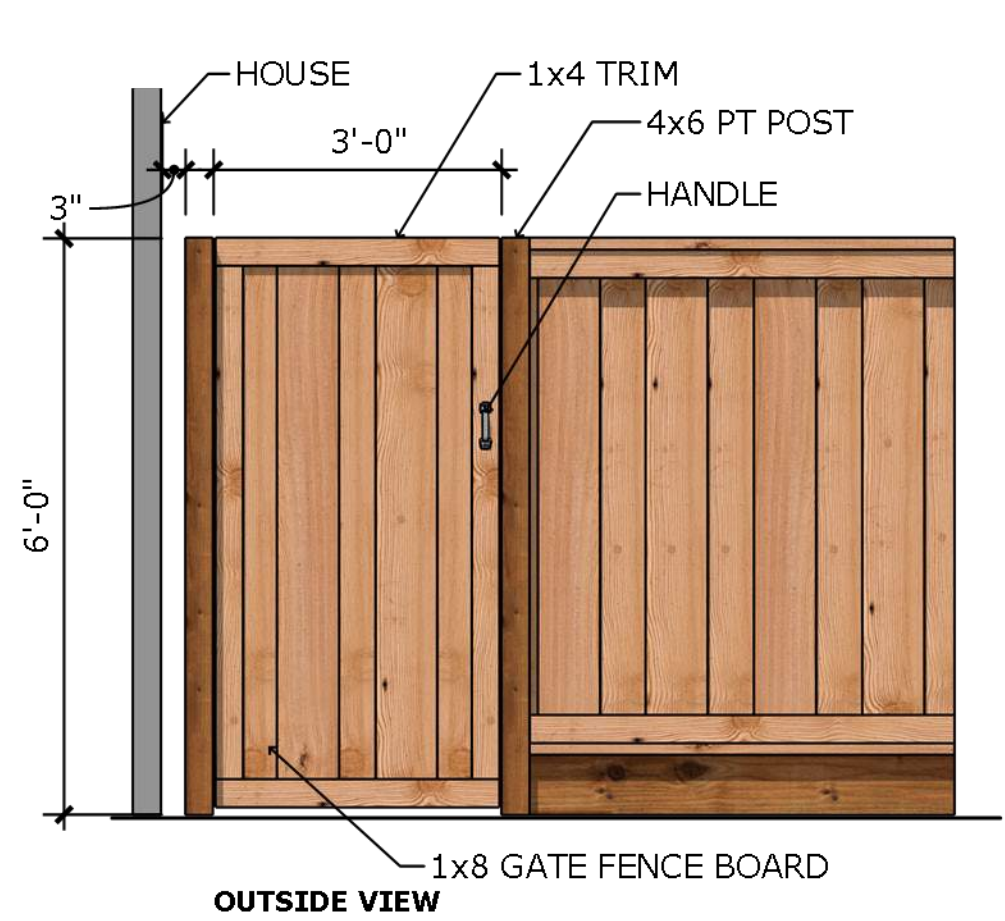 HOUSE
1x4 TRIM
4x6 PT POST
3'-0"
HANDLE
3"
6'-0"
1x8 GATE FENCE BOARD
OUTSIDE VIEW